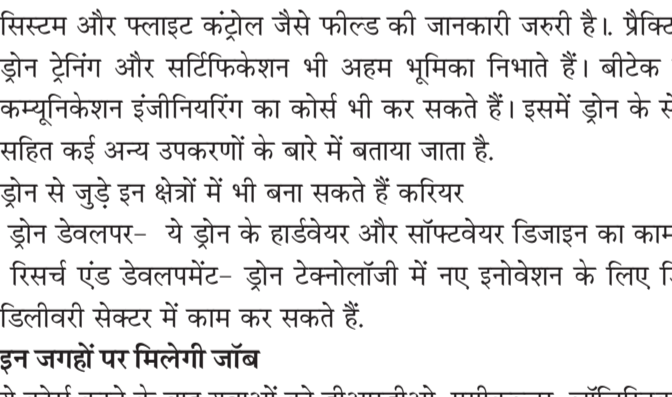 सिस्टम और फ्लाइट कंट्रोल जैसे फील्ड की जानकारी जरुरी है।.
ड्रोन ट्रेनिंग और सर्टिफिकेशन भी अहम भूमिका निभाते हैं। बीटेक
कम्यूनिकेशन इंजीनियरिंग का कोर्स भी कर सकते हैं। इसमें ड्रोन के
सहित कई अन्य उपकरणों के बारे में बताया जाता है.
ड्रोन से जुड़े इन क्षेत्रों में भी बना सकते हैं करियर
ड्रोन डेवलपर- ये ड्रोन के हार्डवेयर और सॉफ्टवेयर डिजाइन का काम
रिसर्च एंड डेवलपमेंट- ड्रोन टेक्नोलॉजी में नए इनोवेशन के लिए
डिलीवरी सेक्टर में काम कर सकते हैं.
इन जगहों पर मिलेगी जॉब